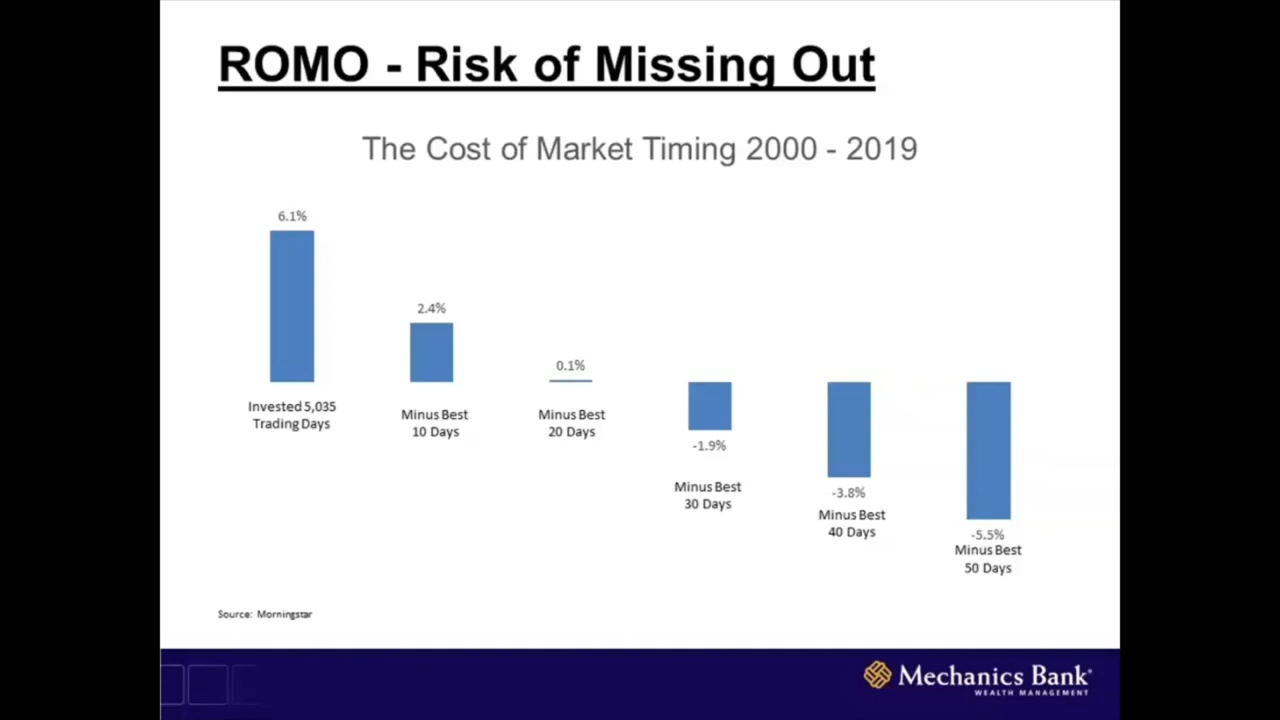 ROMO - Risk of Missing Out
The Cost of Market Timing 2000 - 2019
6.1%
Invested 5,035
Trading Days
2.4%
Minus Best
10 Days
0.1%
Minus Best
20 Days
-1.9%
Minus Best
30 Days
-3.8%
Minus Best
40 Days
-5.5%
Minus Best
50 Days
Source: Morningstar
Mechanics Bank
WEALTH MANAGEMENT